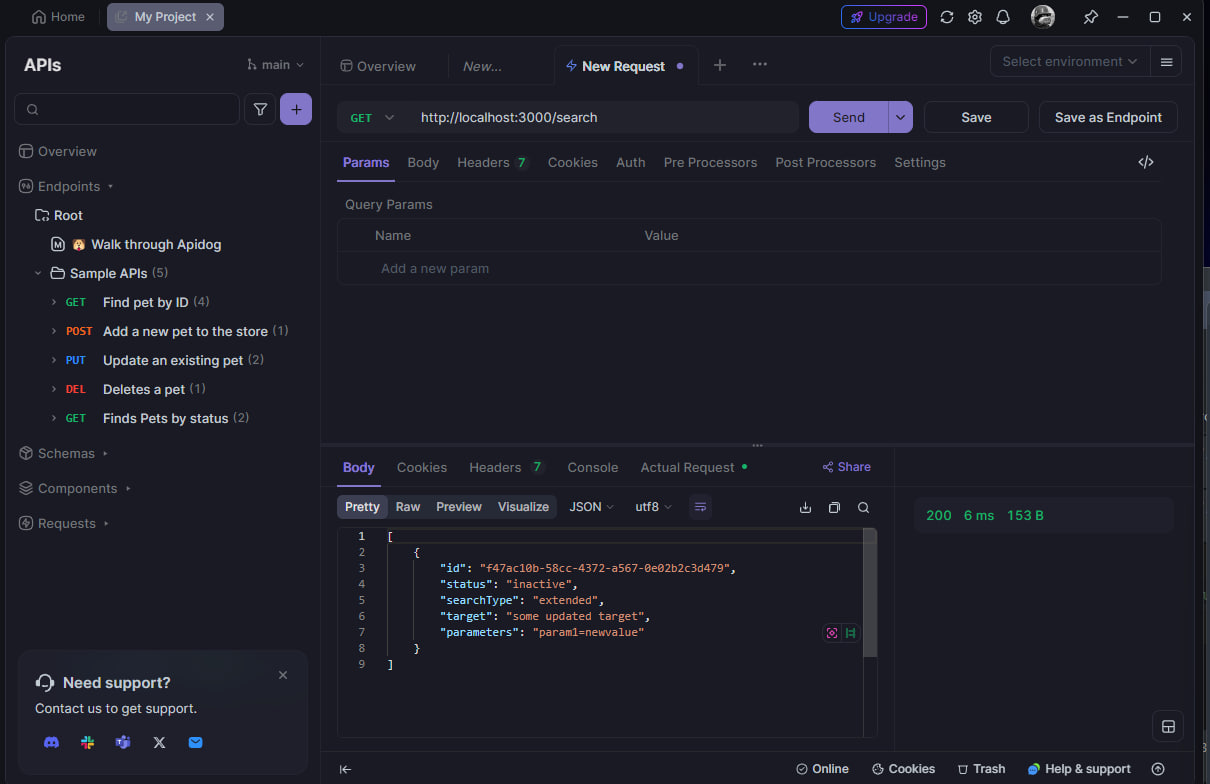 Home
My Project
Upgrade
APIs
main
Overview
New...
New Request
Select environment
GET
http://localhost:3000/search
Send
Save
Save as Endpoint
Overview
Endpoints
Root
Walk through Apidog
Sample APIs (5)
GET Find pet by ID (4)
POST Add a new pet to the store (1)
PUT Update an existing pet (2)
DEL Deletes a pet (1)
GET Finds Pets by status (2)
Schemas
Components
Requests
Params Body Headers 7 Cookies Auth Pre Processors Post Processors Settings
Query Params
Name Value
Add a new param
Body Cookies Headers 7 Console Actual Request Share
Pretty Raw Preview Visualize JSON utf8
200 6 ms 153 B
1 [
2 {
3 "id": "f47ac10b-58cc-4372-a567-0e02b2c3d479",
4 "status": "inactive",
5 "searchType": "extended",
6 "target": "some updated target",
7 "parameters": "param1=newvalue"
8 }
9 ]
Need support?
Contact us to get support.
Online Cookies Trash Help & support